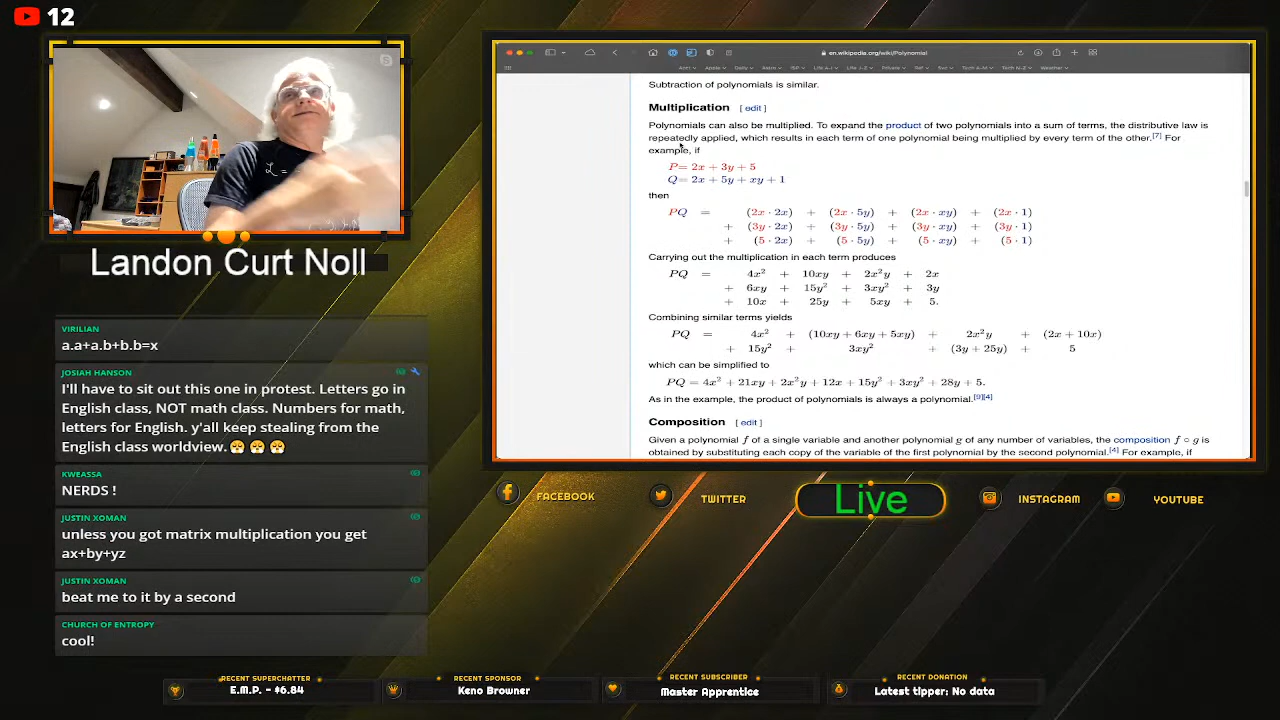 12
Landon Curt Noll
VIRILIAN
a.a+a.b+b.b=x
JOSIAH HANSON
I'll have to sit out this one in protest. Letters go in
English class, NOT math class. Numbers for math,
letters for English. y'all keep stealing from the
English class worldview. 😤 😤 😤
KWEASSA
NERDS !
JUSTIN XOMAN
unless you got matrix multiplication you get
ax+by+yz
JUSTIN XOMAN
beat me to it by a second
CHURCH OF ENTROPY
cool!
en.wikipedia.org/wiki/Polynomial
Subtraction of polynomials is similar.
Multiplication [ edit ]
Polynomials can also be multiplied. To expand the product of two polynomials into a sum of terms, the distributive law is
repeatedly applied, which results in each term of one polynomial being multiplied by every term of the other.[7] For
example, if
P = 2x + 3y + 5
Q = 2x + 5y + xy + 1
then
PQ = (2x · 2x) + (2x · 5y) + (2x · xy) + (2x · 1)
+ (3y · 2x) + (3y · 5y) + (3y · xy) + (3y · 1)
+ (5 · 2x) + (5 · 5y) + (5 · xy) + (5 · 1)
Carrying out the multiplication in each term produces
PQ = 4x² + 10xy + 2x²y + 2x
+ 6xy + 15y² + 3xy² + 3y
+ 10x + 25y + 5xy + 5.
Combining similar terms yields
PQ = 4x² + (10xy + 6xy + 5xy) + 2x²y + (2x + 10x)
+ 15y² + 3xy² + (3y + 25y) + 5
which can be simplified to
PQ = 4x² + 21xy + 2x²y + 12x + 15y² + 3xy² + 28y + 5.
As in the example, the product of polynomials is always a polynomial.[9][4]
Composition [ edit ]
Given a polynomial f of a single variable and another polynomial g of any number of variables, the composition f ∘ g is
obtained by substituting each copy of the variable of the first polynomial by the second polynomial.[4] For example, if
FACEBOOK
TWITTER
Live
INSTAGRAM
YOUTUBE
RECENT SUPERCHATTER
E.M.P. - $6.84
RECENT SPONSOR
Keno Browner
RECENT SUBSCRIBER
Master Apprentice
RECENT DONATION
Latest tipper: No data